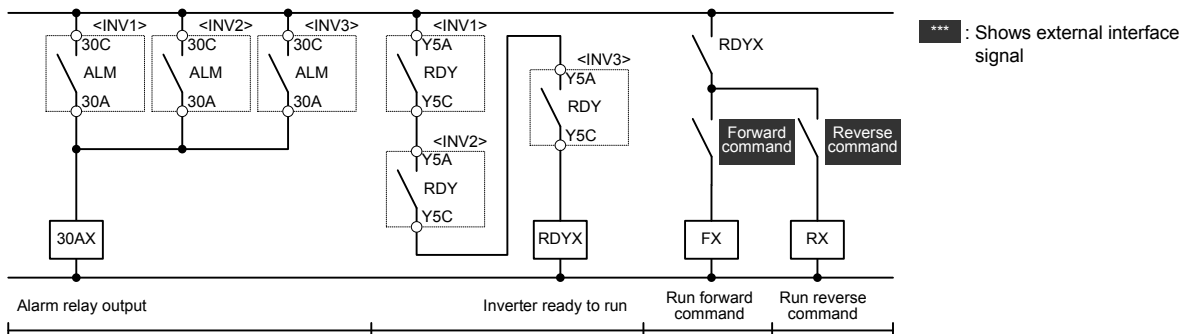 <INV1>
30C
ALM
30A
<INV2>
30C
ALM
30A
<INV3>
30C
ALM
30A
30AX
<INV1>
Y5A
RDY
Y5C
<INV2>
Y5A
RDY
Y5C
<INV3>
Y5A
RDY
Y5C
RDYX
RDYX
Forward
command
Reverse
command
FX
RX
*** : Shows external interface
signal
Alarm relay output
Inverter ready to run
Run forward
command
Run reverse
command